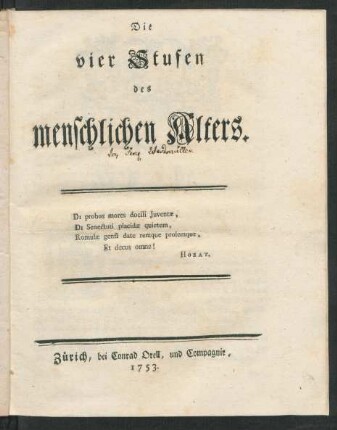 Die
vier Stufen
des
menſchlichen Alters.
Di probos mores docili Juventæ,
Di Senectuti placidæ quietem,
Romulæ genti date remque prolemque,
Et decus omne!
HORAT.
Zürich, bei Conrad Orell, und Compagnie,
1753.